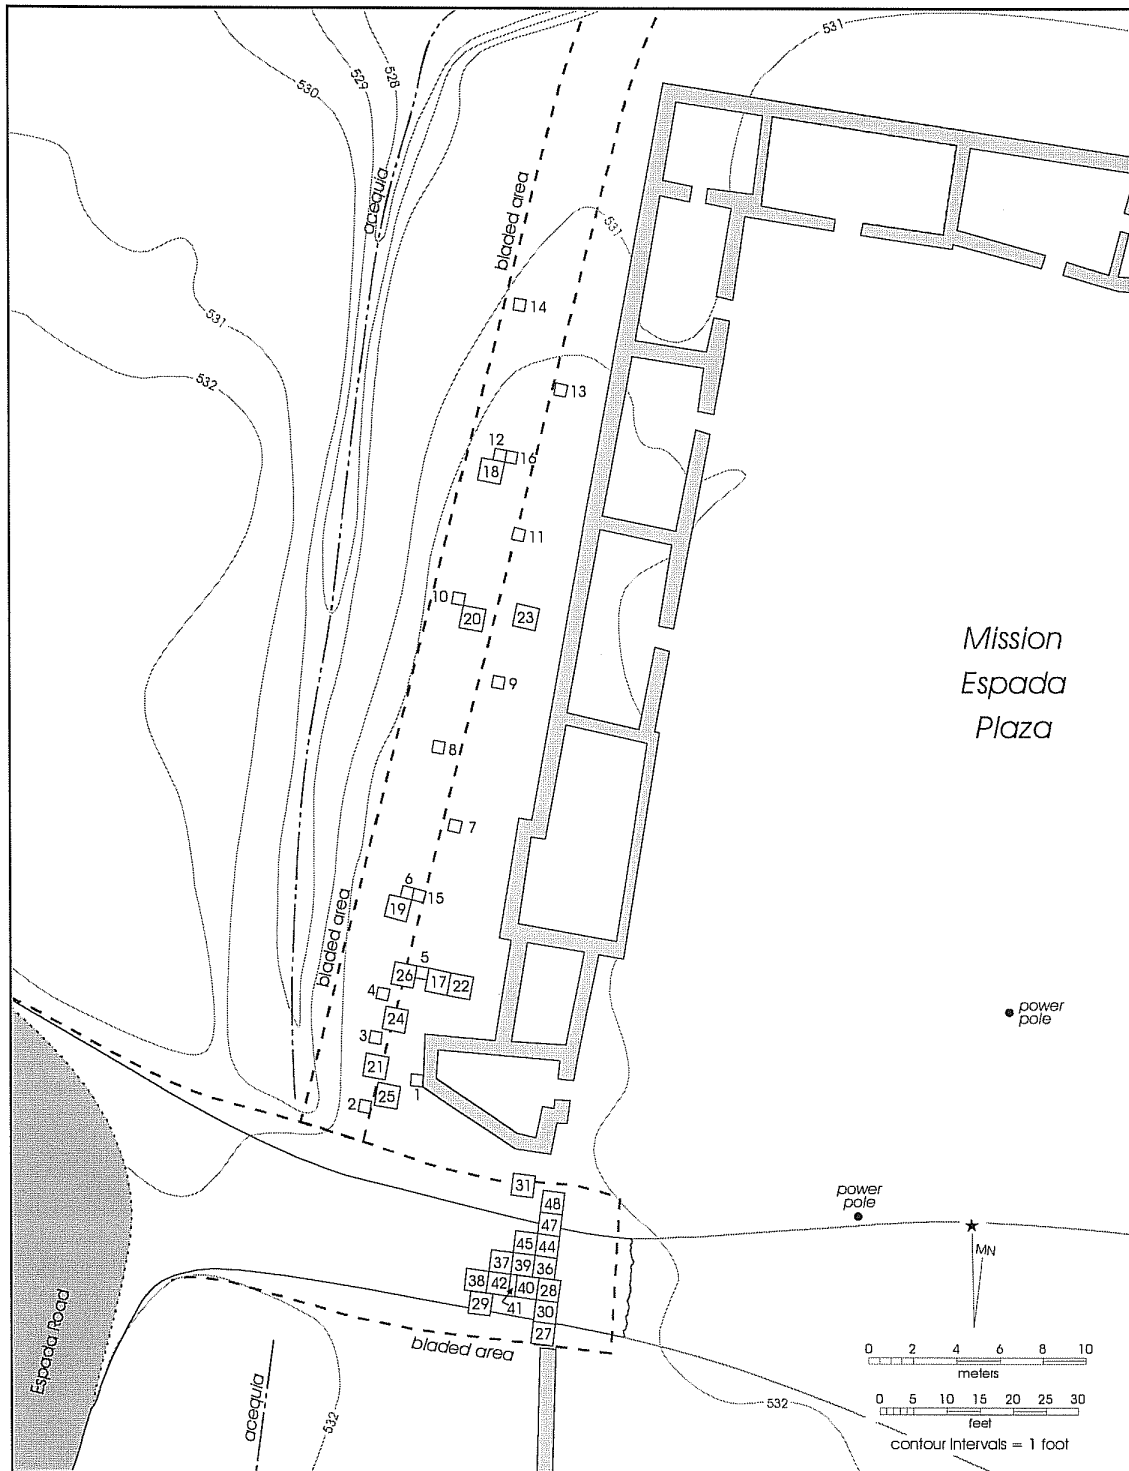 531
530
529
528
acequia
bladed area
531
14
531
532
13
12
16
18
11
10
20
23
Mission
Espada
Plaza
9
8
7
6
15
19
bladed area
5
26
17
22
4
24
3
21
25
1
2
power
pole
31
48
47
45
44
37
39
36
38
42
40
28
29
41
30
27
power
pole
MN
Espada Road
bladed area
acequia
532
532
0 2 4 6 8 10
meters
0 5 10 15 20 25 30
feet
contour intervals = 1 foot